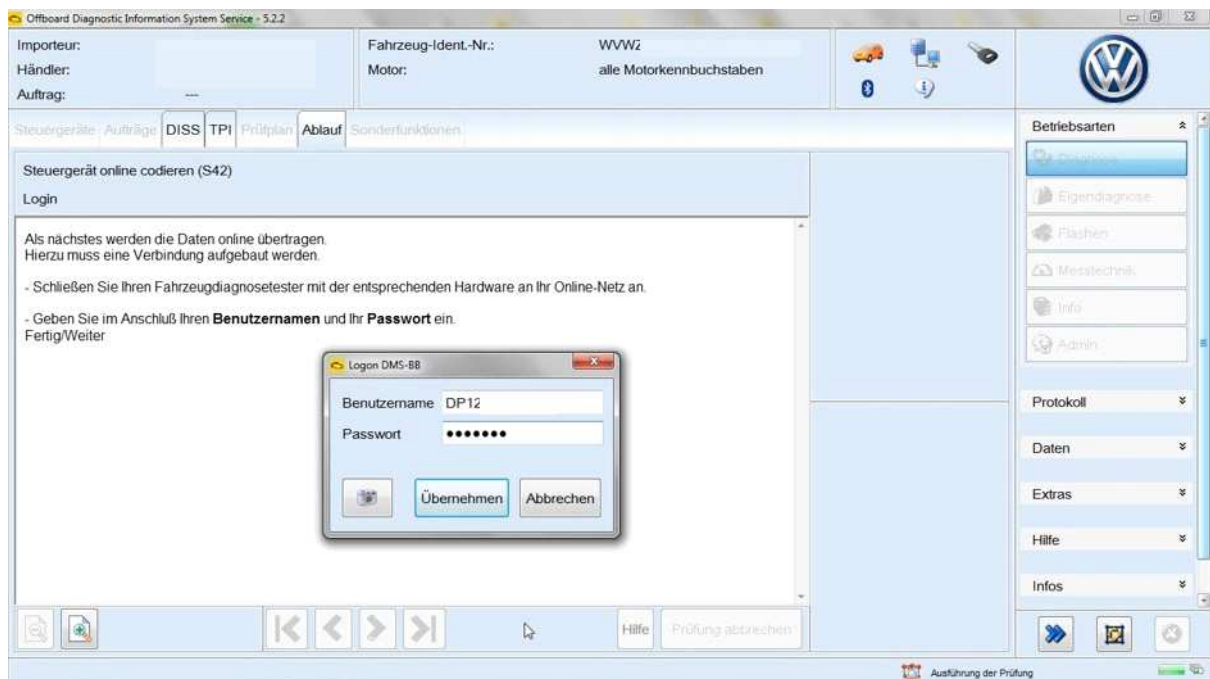 Offboard Diagnostic Information System Service - 5.2.2
Importeur:
Händler:
Auftrag: ---
Fahrzeug-Ident.-Nr.: WVWZ
Motor: alle Motorkennbuchstaben
Steuergeräte Aufträge DISS TPI Prüfplan Ablauf Sonderfunktionen
Steuergerät online codieren (S42)
Login
Als nächstes werden die Daten online übertragen.
Hierzu muss eine Verbindung aufgebaut werden.
- Schließen Sie Ihren Fahrzeugdiagnosetester mit der entsprechenden Hardware an Ihr Online-Netz an.
- Geben Sie im Anschluß Ihren Benutzernamen und Ihr Passwort ein.
Fertig/Weiter
Logon DMS-BB
Benutzername DP12
Passwort •••••••
Übernehmen Abbrechen
Hilfe Prüfung abbrechen
Betriebsarten
Diagnose
Eigendiagnose
Flashen
Messtechnik
Info
Admin
Protokoll
Daten
Extras
Hilfe
Infos
Ausführung der Prüfung